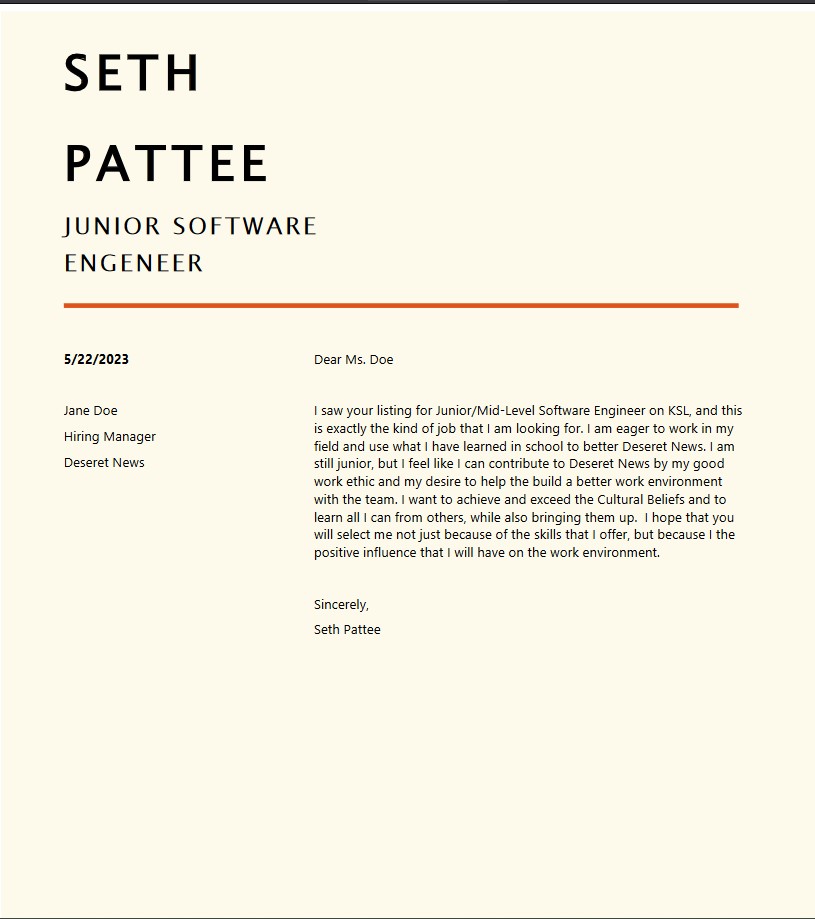 SETH
PATTEE
JUNIOR SOFTWARE
ENGENEER
5/22/2023
Jane Doe
Hiring Manager
Deseret News
Dear Ms. Doe
I saw your listing for Junior/Mid-Level Software Engineer on KSL, and this
is exactly the kind of job that I am looking for. I am eager to work in my
field and use what I have learned in school to better Deseret News. I am
still junior, but I feel like I can contribute to Deseret News by my good
work ethic and my desire to help the build a better work environment
with the team. I want to achieve and exceed the Cultural Beliefs and to
learn all I can from others, while also bringing them up.  I hope that you
will select me not just because of the skills that I offer, but because I the
positive influence that I will have on the work environment.
Sincerely,
Seth Pattee